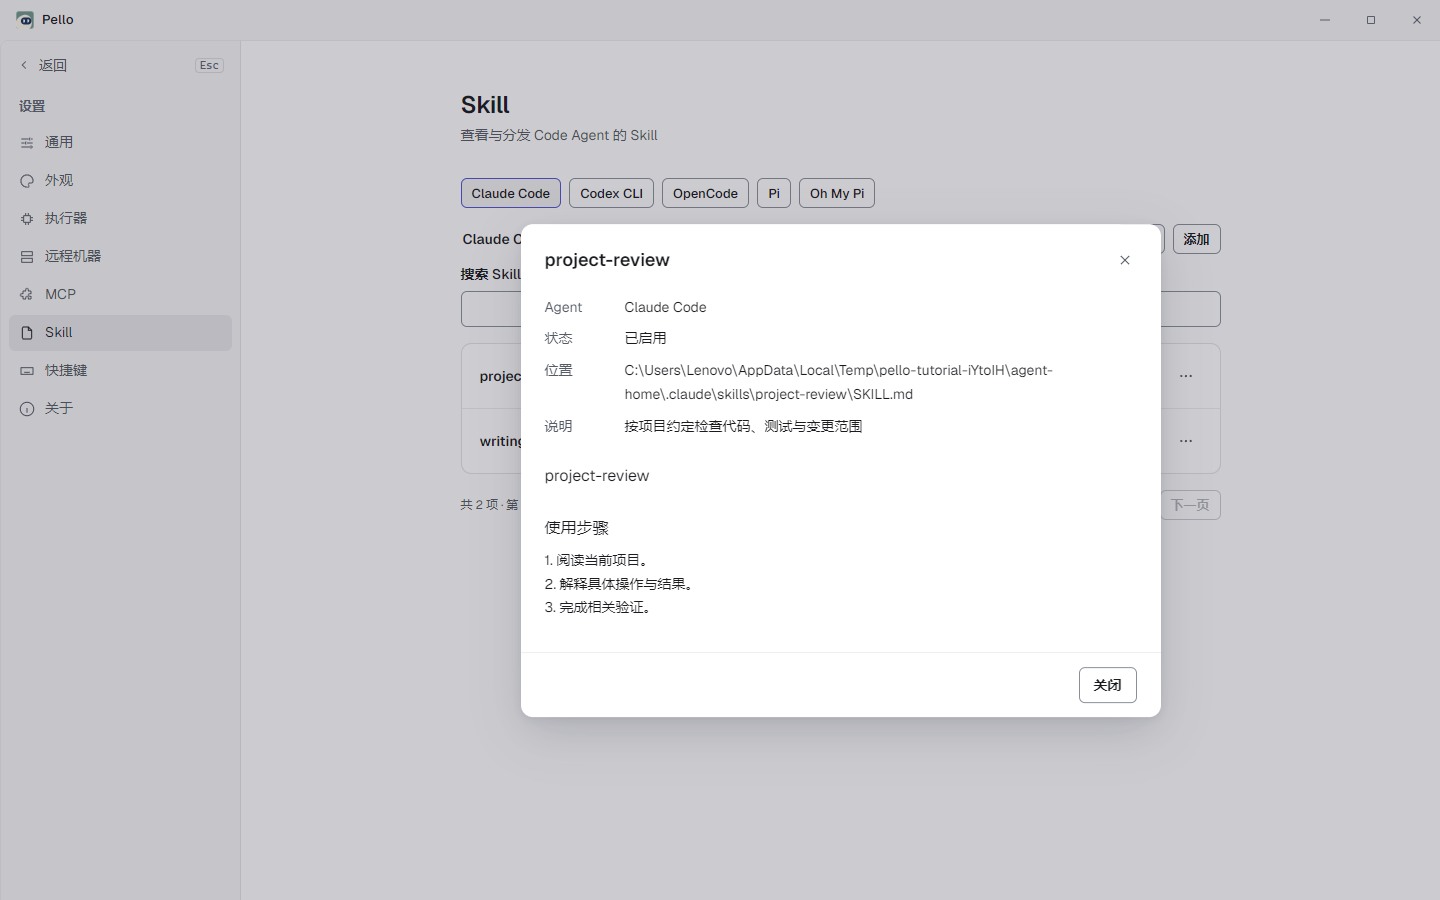 Pello
返回 Esc
设置
通用
外观
执行器
远程机器
MCP
Skill
快捷键
关于
Skill
查看与分发 Code Agent 的 Skill
Claude Code Codex CLI OpenCode Pi Oh My Pi
Claude C
添加
搜索 Skill
projec
writing
共 2 项 · 第
下一页
project-review
Agent Claude Code
状态 已启用
位置 C:\Users\Lenovo\AppData\Local\Temp\pello-tutorial-iYtoIH\agent-
home\.claude\skills\project-review\SKILL.md
说明 按项目约定检查代码、测试与变更范围
project-review
使用步骤
1. 阅读当前项目。
2. 解释具体操作与结果。
3. 完成相关验证。
关闭